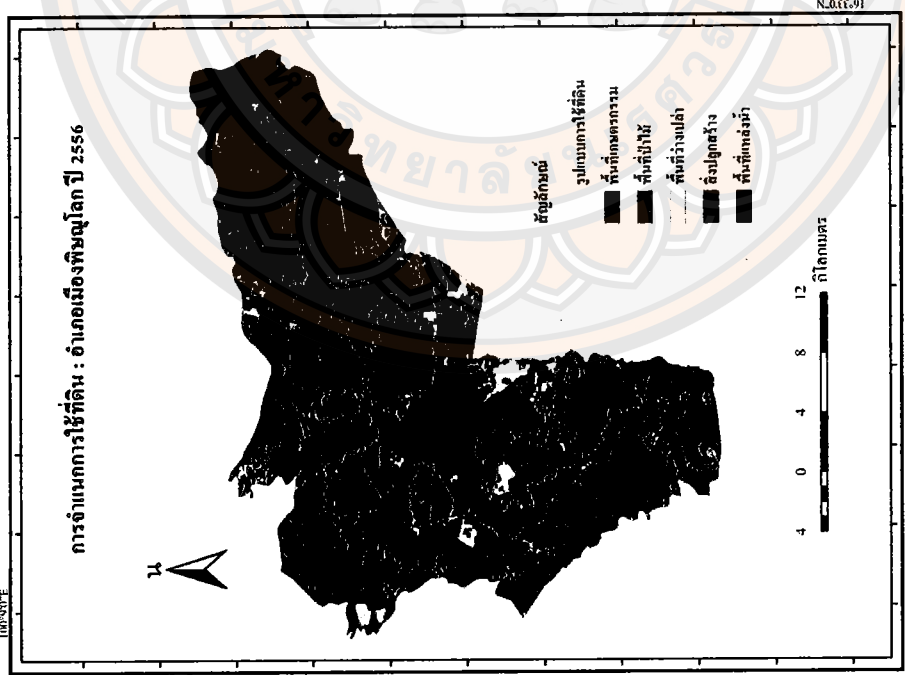 การจำแนกการใช้ที่ดิน : อำเภอเมืองพิษณุโลก ปี 2556
น
สัญลักษณ์
รูปแบบการใช้ที่ดิน
พื้นที่เกษตรกรรม
พื้นที่ป่าไม้
พื้นที่ว่างเปล่า
สิ่งปลูกสร้าง
พื้นที่แหล่งน้ำ
4 0 4 8 12
กิโลเมตร